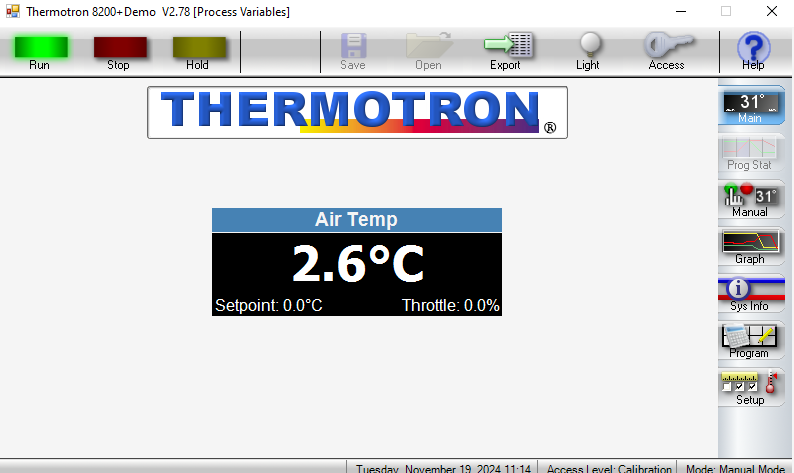 Thermotron 8200+Demo V2.78 [Process Variables]
Run Stop Hold Save Open Export Light Access Help
THERMOTRON®
31°
Main
Prog Stat
31°
Manual
Graph
Sys Info
Program
Setup
Air Temp
2.6°C
Setpoint: 0.0°C Throttle: 0.0%
Tuesday, November 19, 2024 11:14 Access Level: Calibration Mode: Manual Mode